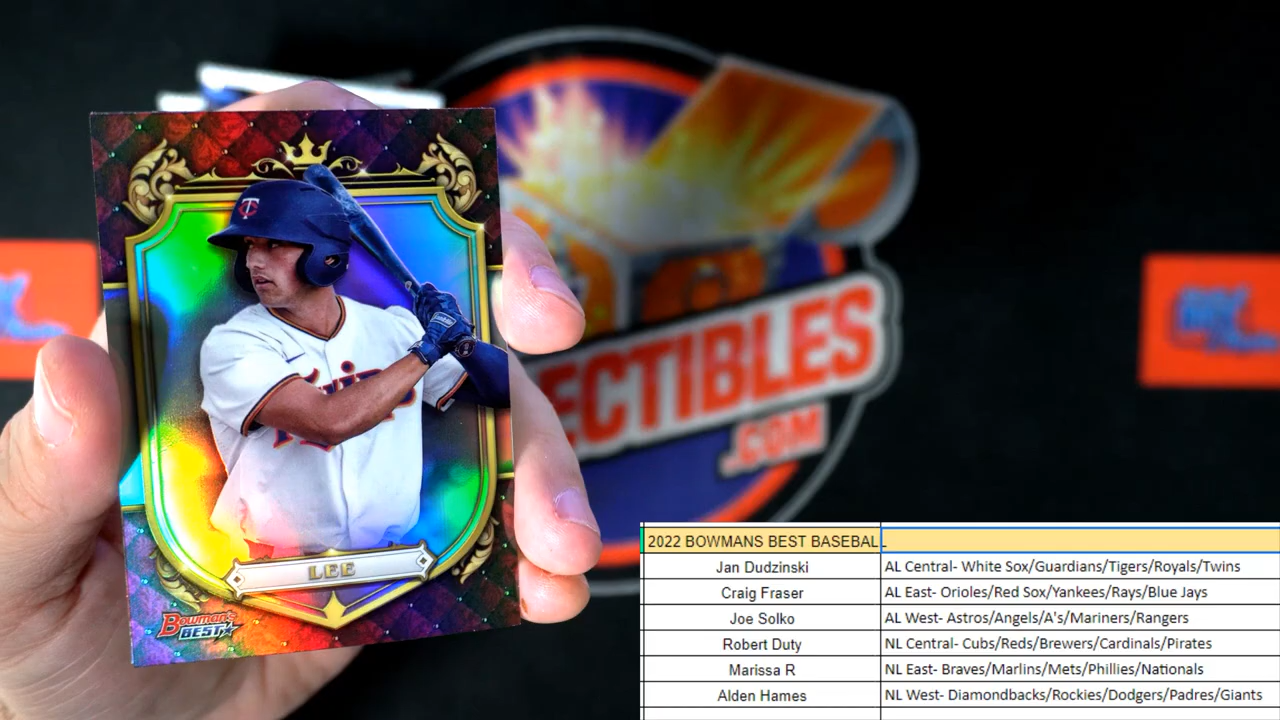 TC
Twins
LEE
Bowman's
BEST
ECTIBLES
.COM
2022 BOWMANS BEST BASEBAL
Jan Dudzinski AL Central- White Sox/Guardians/Tigers/Royals/Twins
Craig Fraser AL East- Orioles/Red Sox/Yankees/Rays/Blue Jays
Joe Solko AL West- Astros/Angels/A's/Mariners/Rangers
Robert Duty NL Central- Cubs/Reds/Brewers/Cardinals/Pirates
Marissa R NL East- Braves/Marlins/Mets/Phillies/Nationals
Alden Hames NL West- Diamondbacks/Rockies/Dodgers/Padres/Giants